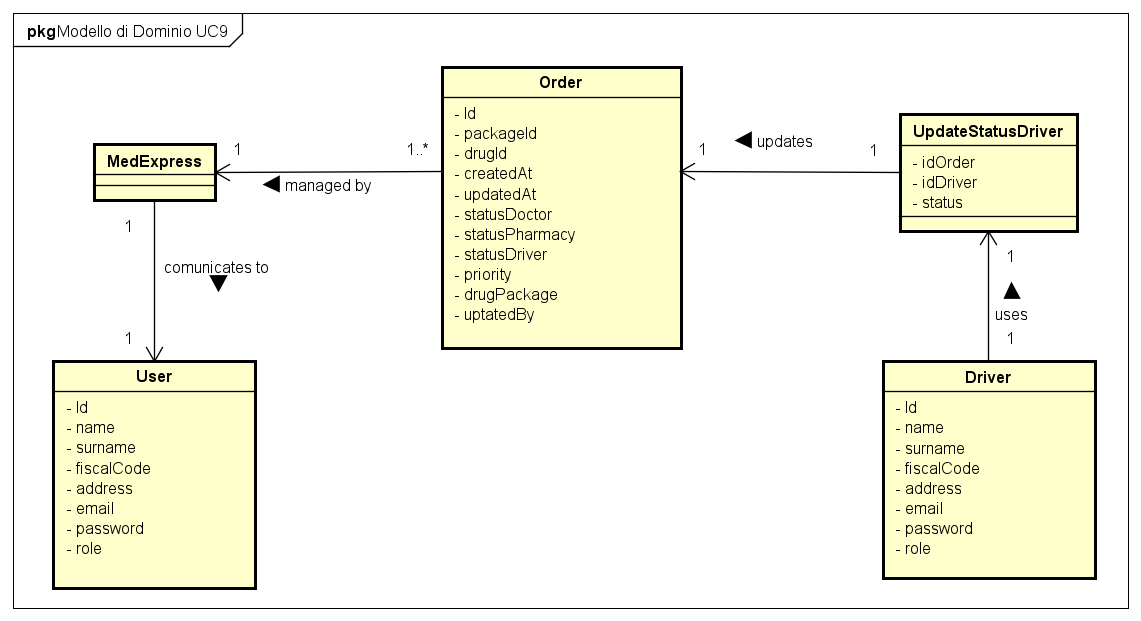 pkg Modello di Dominio UC9
MedExpress
1
1..*
managed by
1
comunicates to
1
User
- Id
- name
- surname
- fiscalCode
- address
- email
- password
- role
Order
- Id
- packageId
- drugId
- createdAt
- updatedAt
- statusDoctor
- statusPharmacy
- statusDriver
- priority
- drugPackage
- uptatedBy
1
updates
1
UpdateStatusDriver
- idOrder
- idDriver
- status
1
uses
1
Driver
- Id
- name
- surname
- fiscalCode
- address
- email
- password
- role